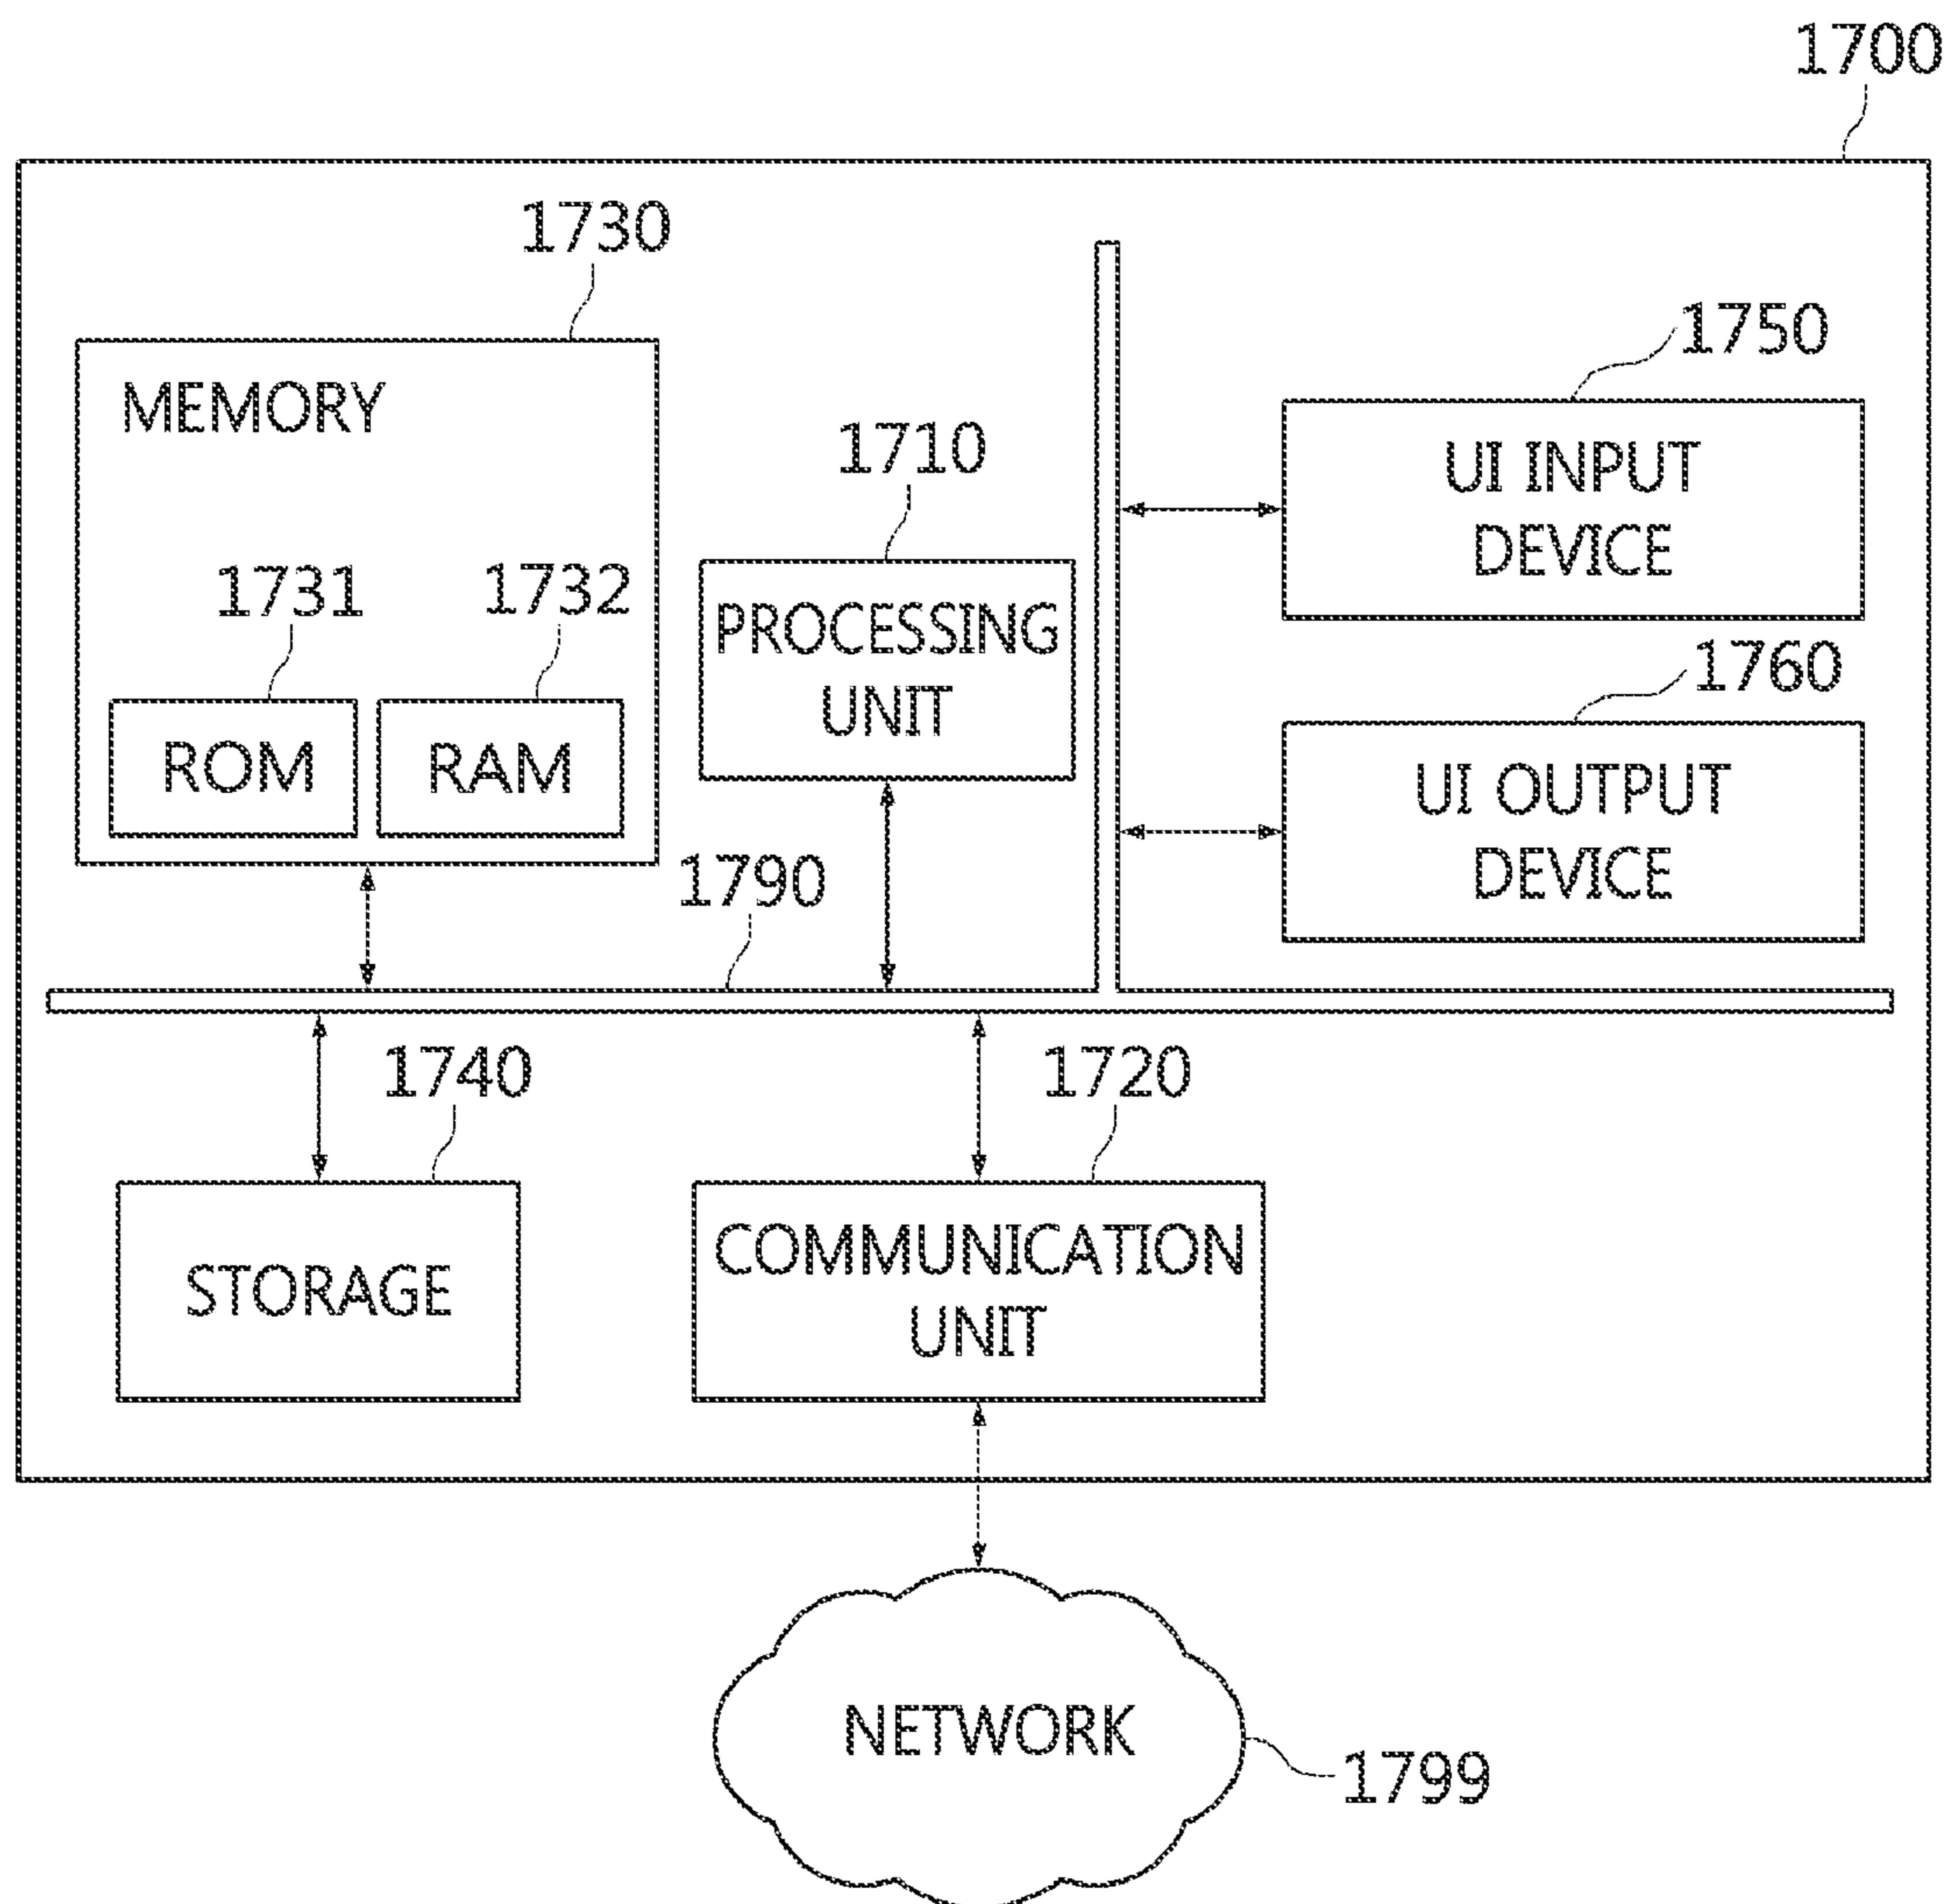 1700
1730
MEMORY
1750
UI INPUT
DEVICE
1710
PROCESSING
UNIT
1731
1732
ROM
RAM
1760
UI OUTPUT
DEVICE
1790
1740
1720
STORAGE
COMMUNICATION
UNIT
NETWORK
1799